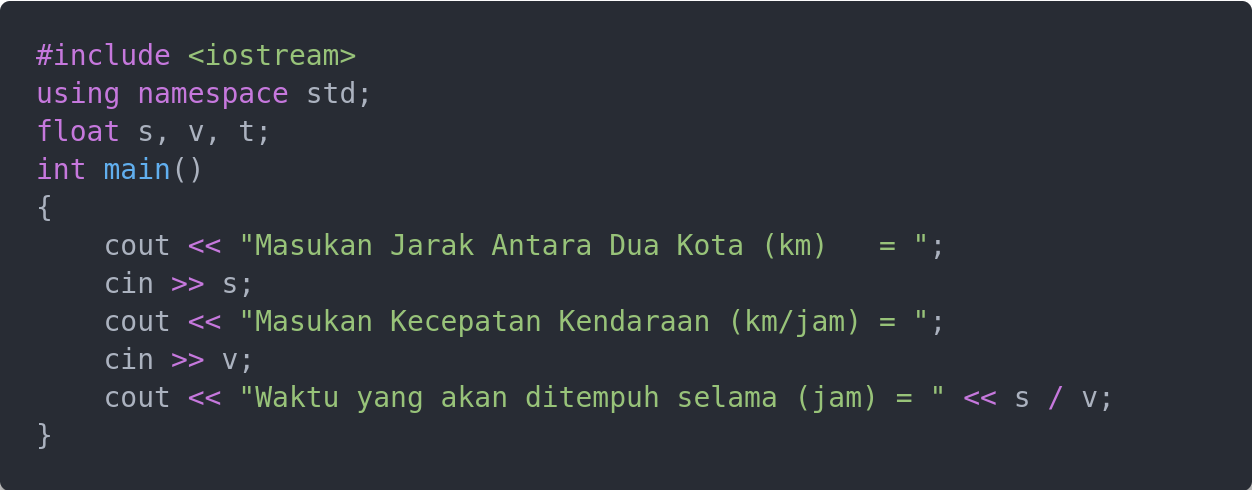 #include <iostream>
using namespace std;
float s, v, t;
int main()
{
    cout << "Masukan Jarak Antara Dua Kota (km)   = ";
    cin >> s;
    cout << "Masukan Kecepatan Kendaraan (km/jam) = ";
    cin >> v;
    cout << "Waktu yang akan ditempuh selama (jam) = " << s / v;
}